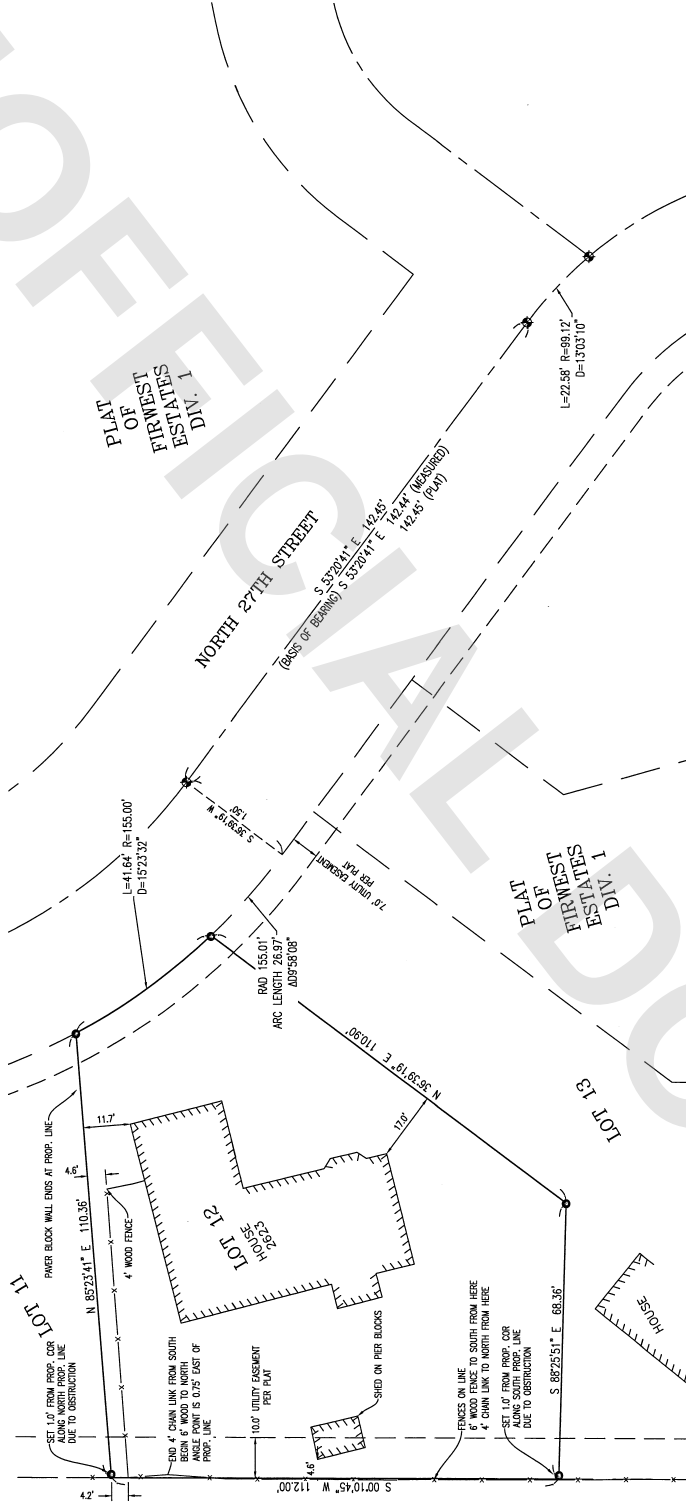 OFFICIAL DOC
PLAT
OF
FIRWEST
ESTATES
DIV. 1
L=22.58' R=99.12'
D=13°03'10"
NORTH 27TH STREET
S 53°20'41" E 142.45'
(BASIS OF BEARING) S 53°20'41" E 142.44' (MEASURED)
142.45' (PLAT)
L=41.64' R=155.00'
D=15°23'32"
S 36°39'19" W
1.50'
7.0' UTILITY EASEMENT
PER PLAT
PLAT
OF
FIRWEST
ESTATES
DIV. 1
RAD 155.01'
ARC LENGTH 26.97'
ΔD9°58'08"
N 36°39'19" E 110.90'
LOT 13
PAVER BLOCK WALL ENDS AT PROP. LINE
11.7'
4.6'
17.0'
N 85°23'41" E 110.36'
4' WOOD FENCE
LOT 12
HOUSE
2623
LOT 11
SET 1.0' FROM PROP. COR
ALONG NORTH PROP. LINE
DUE TO OBSTRUCTION
END 4' CHAIN LINK FROM SOUTH
BEGIN 6' WOOD TO NORTH
ANGLE POINT IS 0.75' EAST OF
PROP. LINE
10.0' UTILITY EASEMENT
PER PLAT
SHED ON PIER BLOCKS
FENCES ON LINE
6' WOOD FENCE TO SOUTH FROM HERE
4' CHAIN LINK TO NORTH FROM HERE
SET 1.0' FROM PROP. COR
ALONG SOUTH PROP. LINE
DUE TO OBSTRUCTION
S 88°25'51" E 68.36'
HOUSE
4.2'
4.6'
S 00°10'45" W 112.00'